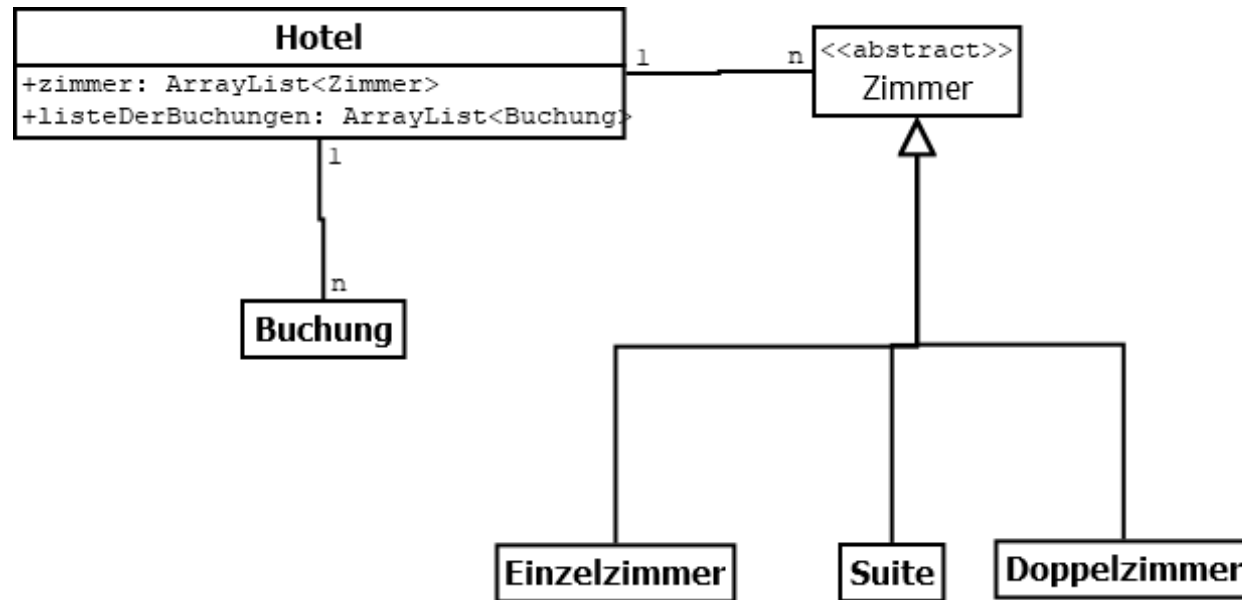 Hotel
+zimmer: ArrayList<Zimmer>
+listeDerBuchungen: ArrayList<Buchung>
1
n
<<abstract>>
Zimmer
1
n
Buchung
Einzelzimmer
Suite
Doppelzimmer